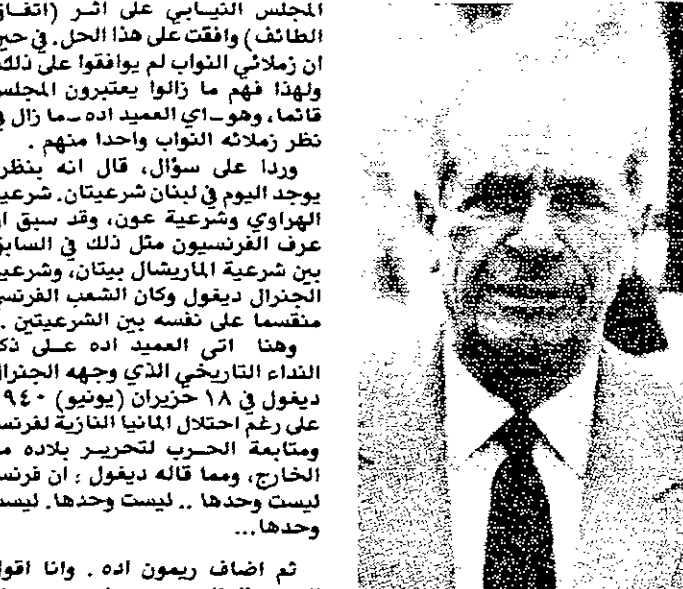 المجلس النيابي على اثر (اتفاق
الطائف) وافقت على هذا الحل. في حين
ان زملائي النواب لم يوافقوا على ذلك
ولهذا فهم ما زالوا يعتبرون المجلس
قائما، وهو ـ اي العميد اده ـ ما زال في
نظر زملائه النواب واحدا منهم .
وردا على سؤال، قال انه ينظر
يوجد اليوم في لبنان شرعيتان. شرعية
الهراوي وشرعية عون، وقد سبق ان
عرف الفرنسيون مثل ذلك في السابق
بين شرعية الماريشال بيتان، وشرعية
الجنرال ديغول وكان الشعب الفرنسي
منقسما على نفسه بين الشرعيتين .
وهنا اتى العميد اده على ذكر
النداء التاريخي الذي وجهه الجنرال
ديغول في ١٨ حزيران (يونيو) ٩٤٠
على رغم احتلال المانيا النازية لفرنسا
ومتابعة الحرب لتحرير بلاده من
الخارج، ومما قاله ديغول : ان فرنسا
ليست وحدها .. ليست وحدها. ليست
وحدها...
ثم اضاف ريمون اده . وانا اقول